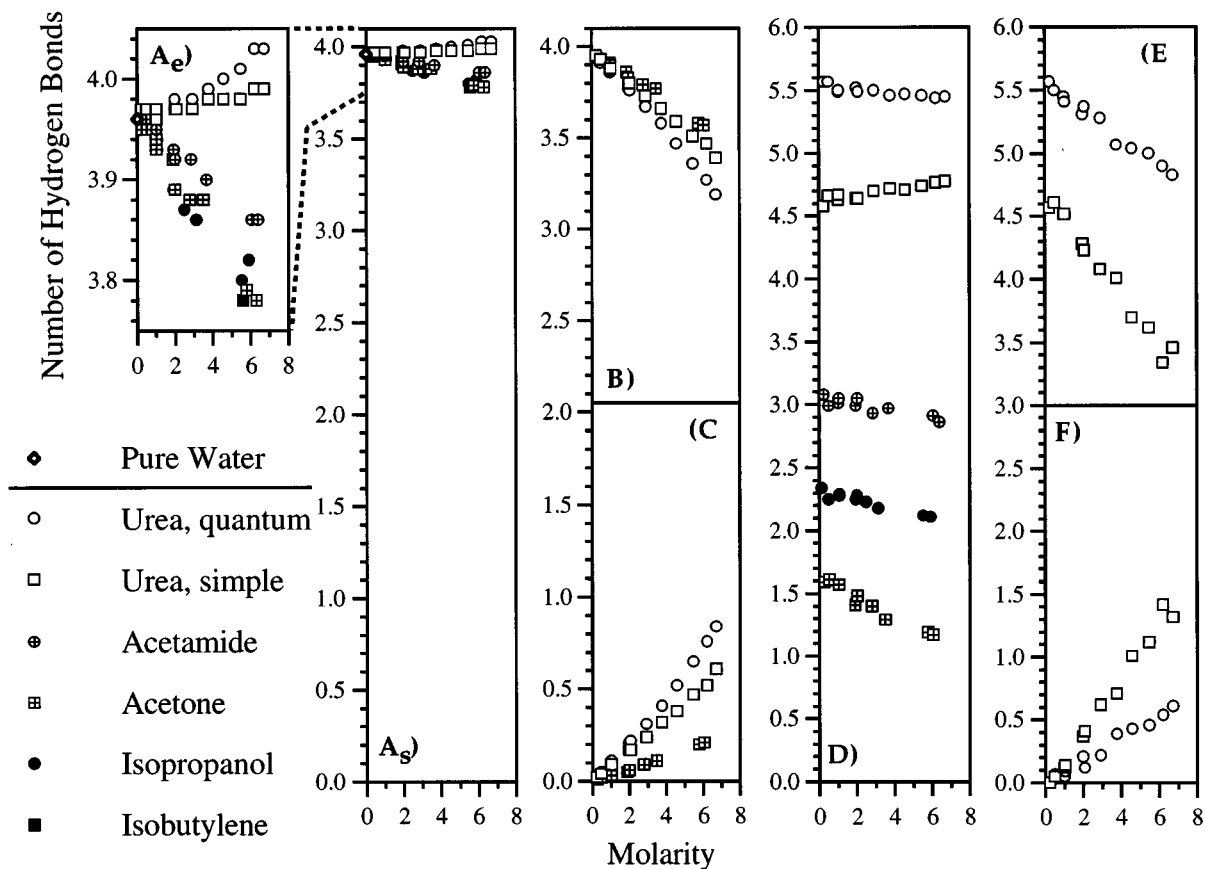 Number of Hydrogen Bonds
A_e)
4.0
3.9
3.8
0 2 4 6 8
Pure Water
Urea, quantum
Urea, simple
Acetamide
Acetone
Isopropanol
Isobutylene
4.0
3.5
3.0
2.5
2.0
1.5
1.0
0.5
0.0
A_s)
0 2 4 6 8
4.0
3.5
3.0
2.5
B)
2.0
(C
1.5
1.0
0.5
0.0
0 2 4 6 8
6.0
5.5
5.0
4.5
4.0
3.5
3.0
2.5
2.0
1.5
1.0
0.5
0.0
D)
0 2 4 6 8
6.0
(E
5.5
5.0
4.5
4.0
3.5
3.0
F)
2.5
2.0
1.5
1.0
0.5
0.0
0 2 4 6 8
Molarity